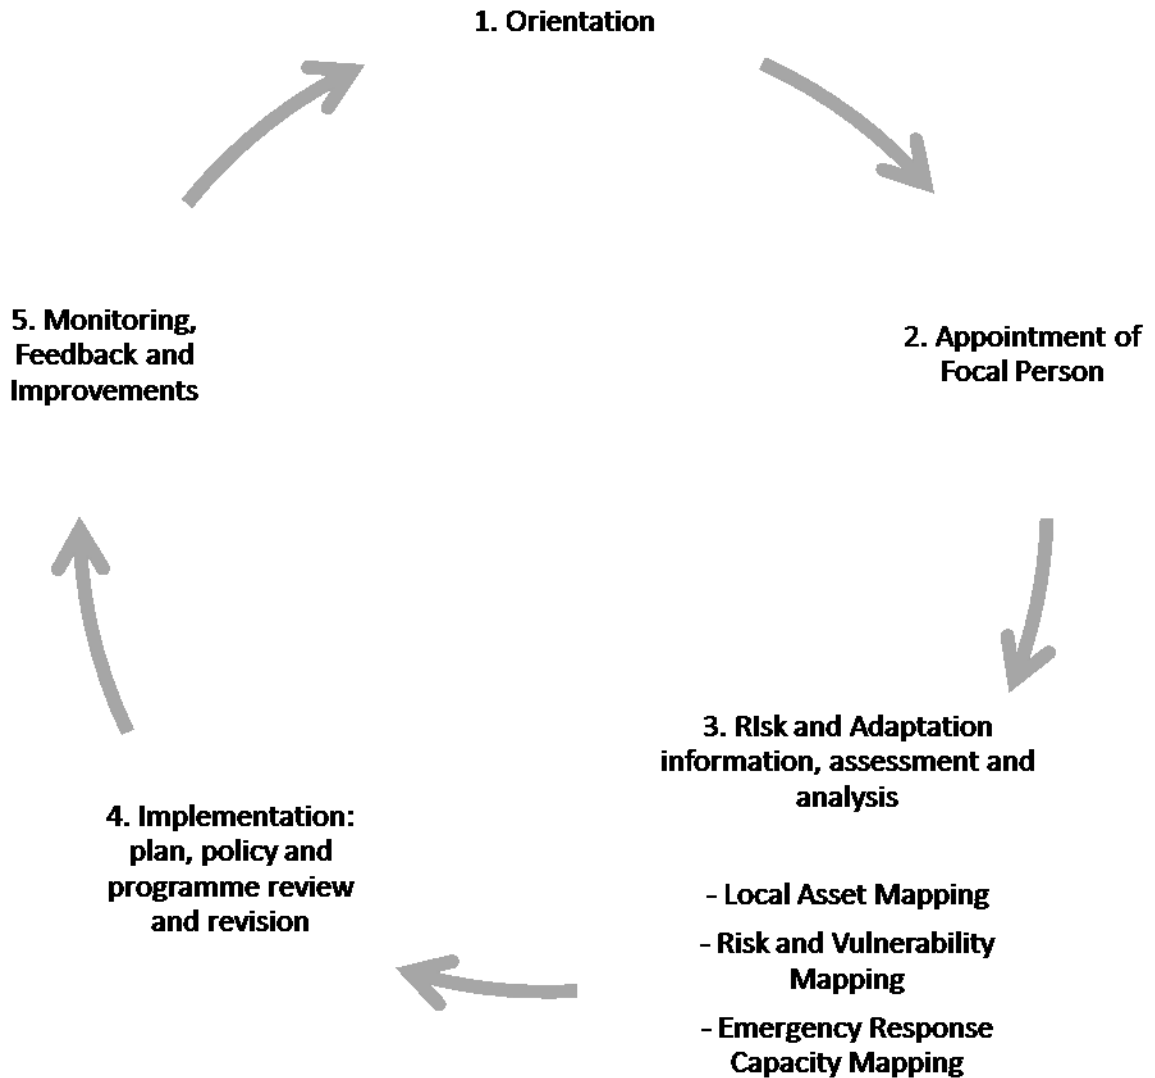 1. Orientation
2. Appointment of
Focal Person
3. RIsk and Adaptation
information, assessment and
analysis
- Local Asset Mapping
- Risk and Vulnerability
Mapping
- Emergency Response
Capacity Mapping
4. Implementation:
plan, policy and
programme review
and revision
5. Monitoring,
Feedback and
Improvements